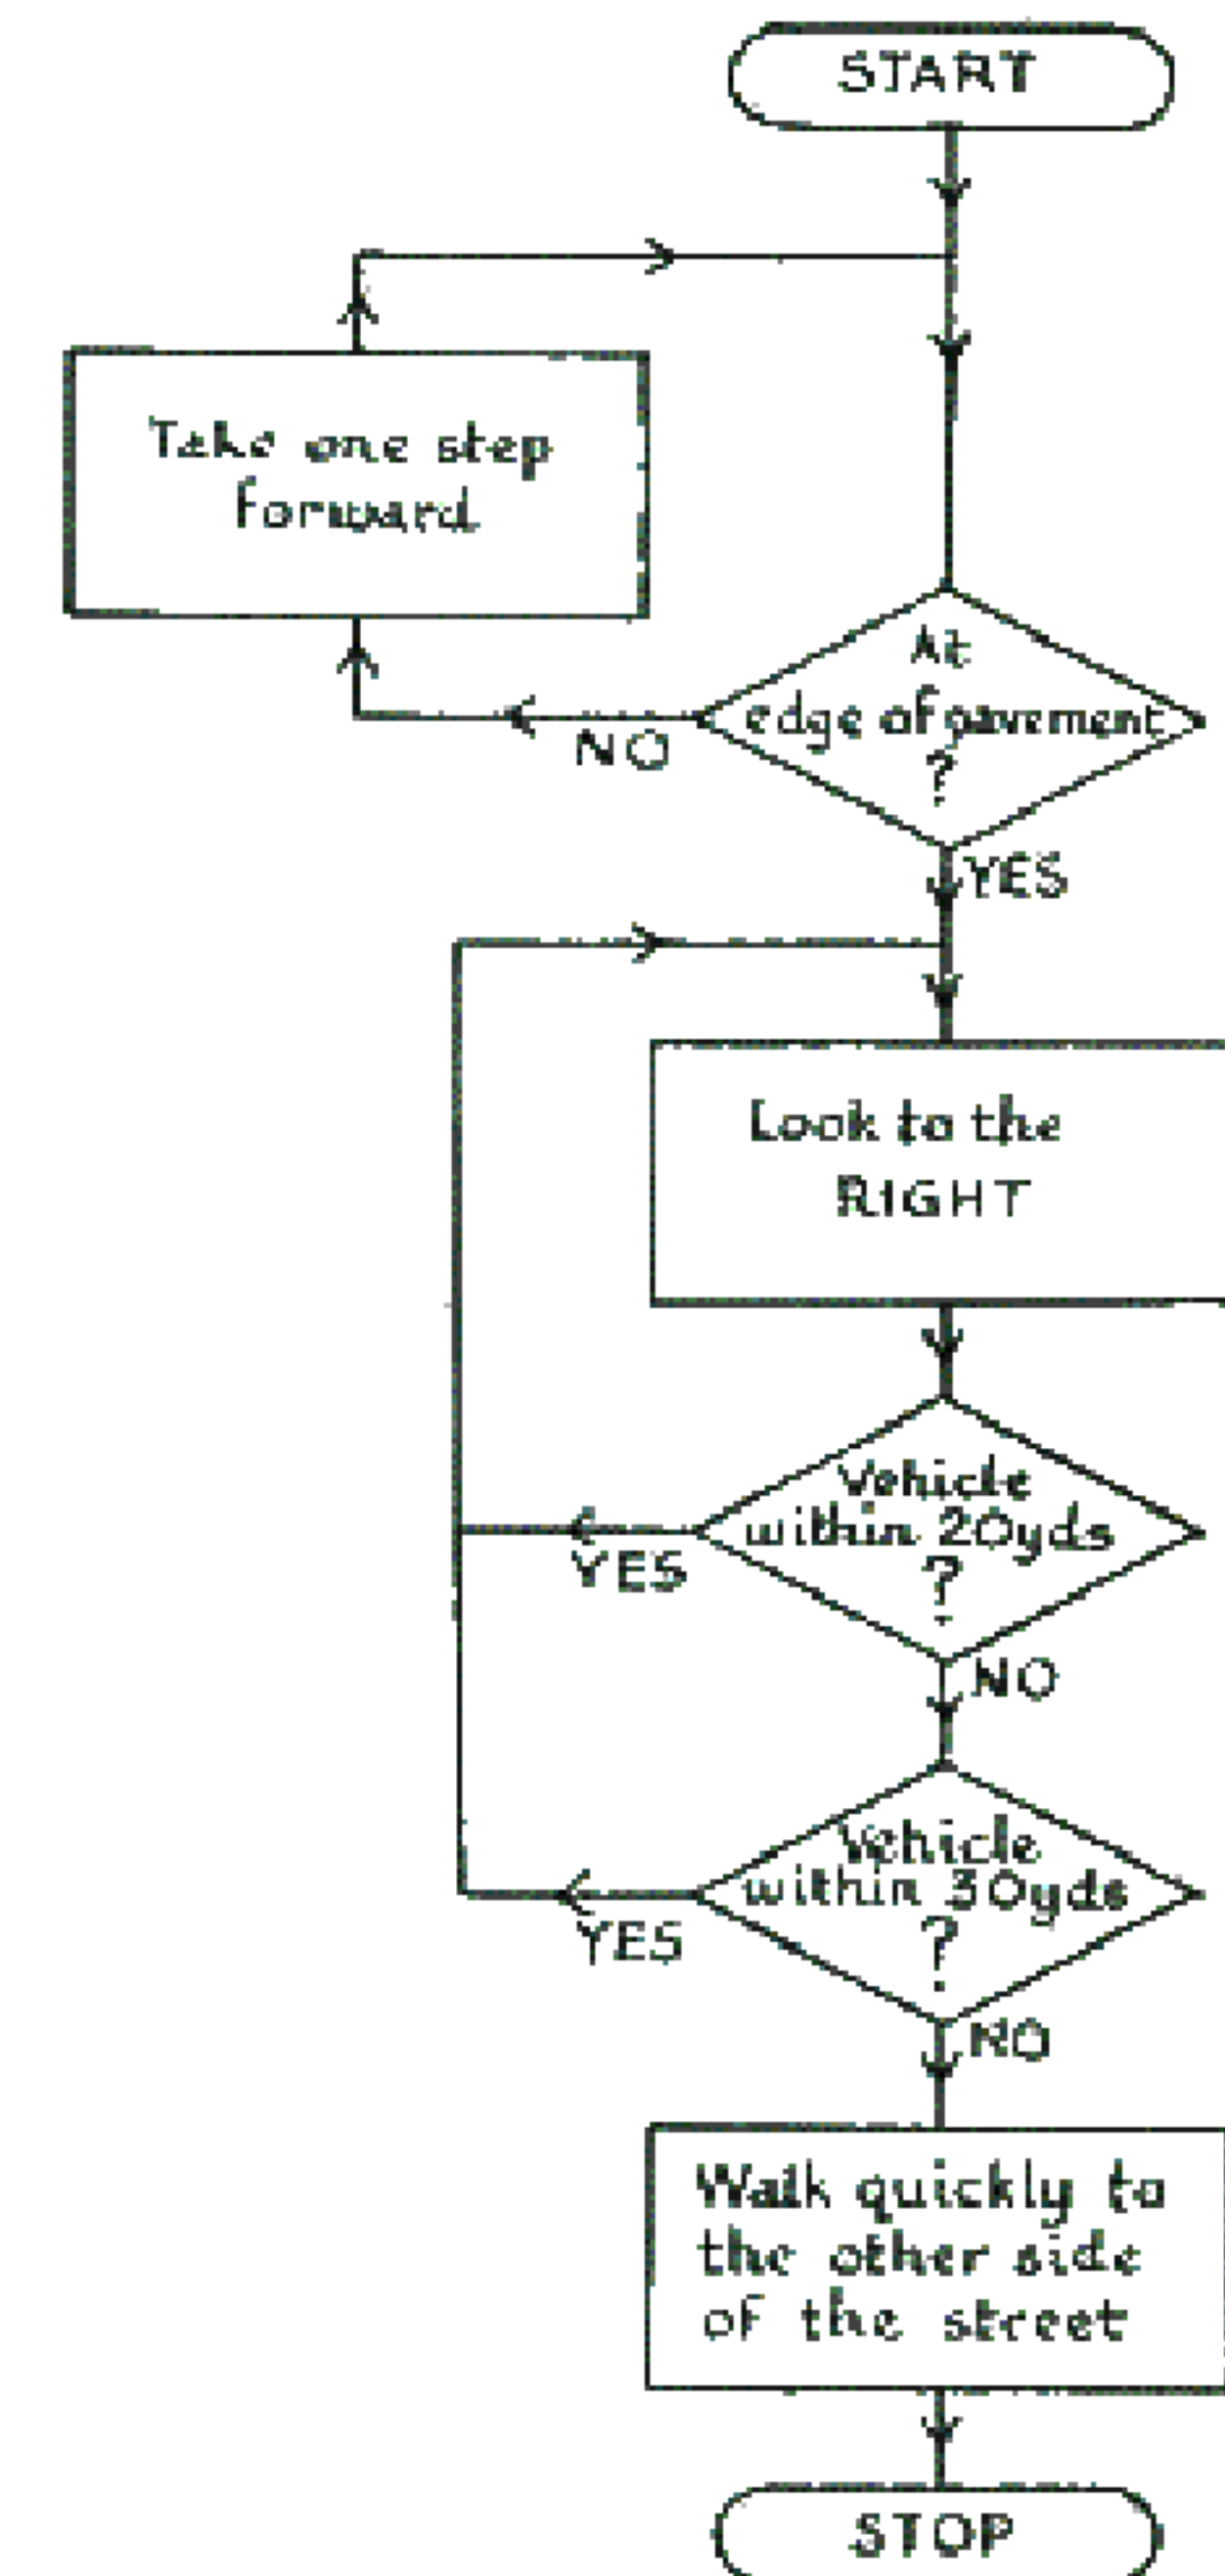 START
Take one step
forward
At
edge of pavement
?
NO
YES
Look to the
RIGHT
Vehicle
within 20yds
?
YES
NO
Vehicle
within 30yds
?
YES
NO
Walk quickly to
the other side
of the street
STOP